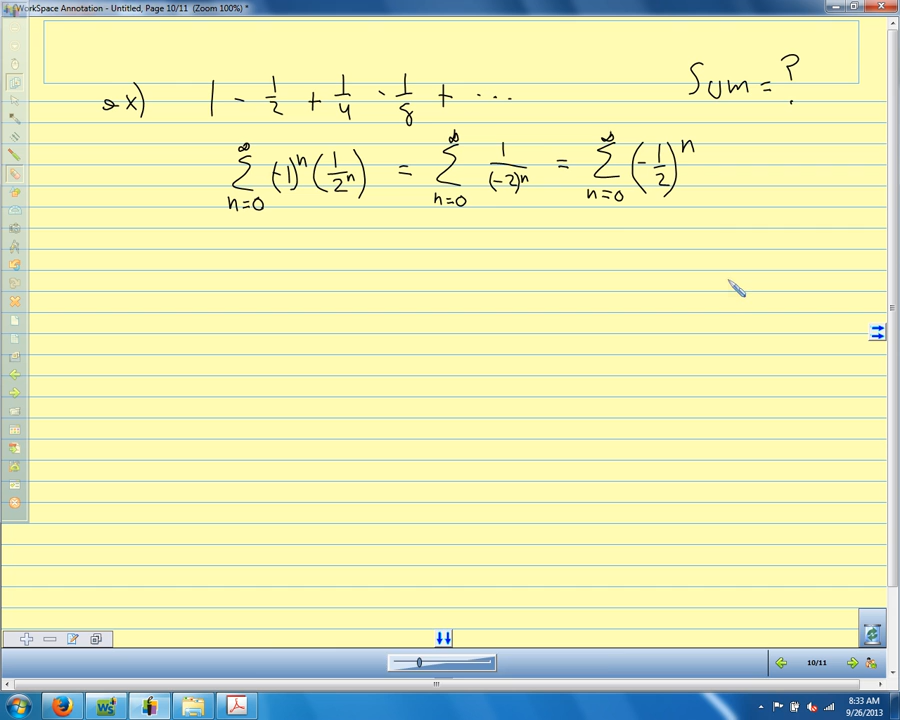 WorkSpace Annotation - Untitled, Page 10/11 (Zoom 100%) *
Sum = ?
ex) 1 - 1/2 + 1/4 - 1/8 + ...
∞ Σ n=0 (-1)^n (1/2^n) = ∞ Σ n=0 1/(-2)^n = ∞ Σ n=0 (-1/2)^n
10/11
8:33 AM
9/26/2013